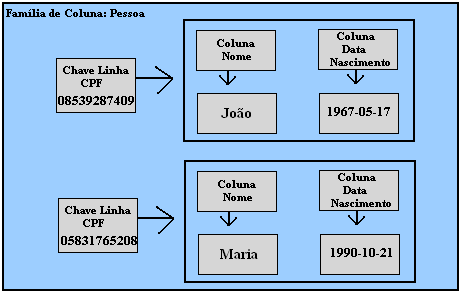 Família de Coluna: Pessoa
Chave Linha
CPF
08539287409
Coluna
Nome
João
Coluna
Data
Nascimento
1967-05-17
Chave Linha
CPF
05831765208
Coluna
Nome
Maria
Coluna
Data
Nascimento
1990-10-21